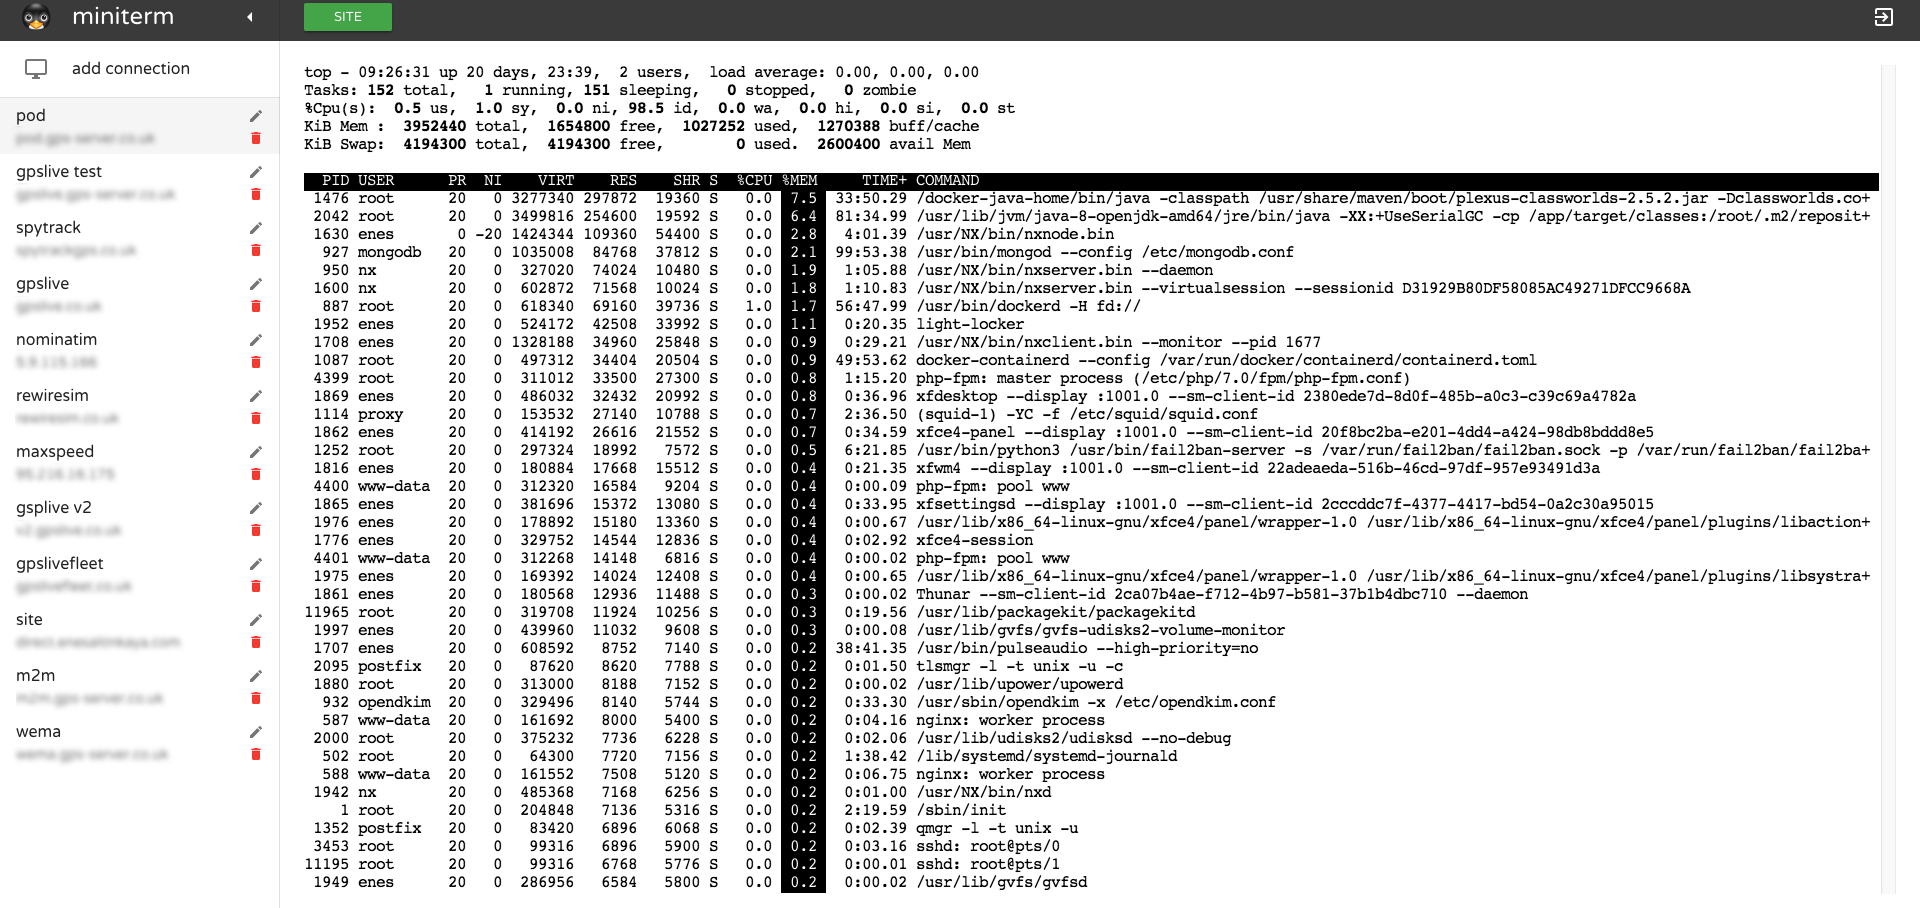 miniterm
SITE
add connection
pod
gpslive test
spytrack
gpslive
nominatim
rewiresim
maxspeed
gsplive v2
gpslivefleet
site
m2m
wema
top - 09:26:31 up 20 days, 23:39,  2 users,  load average: 0.00, 0.00, 0.00
Tasks: 152 total,   1 running, 151 sleeping,   0 stopped,   0 zombie
%Cpu(s):  0.5 us,  1.0 sy,  0.0 ni, 98.5 id,  0.0 wa,  0.0 hi,  0.0 si,  0.0 st
KiB Mem :  3952440 total,  1654800 free,  1027252 used,  1270388 buff/cache
KiB Swap:  4194300 total,  4194300 free,        0 used.  2600400 avail Mem
PID USER PR NI VIRT RES SHR S %CPU %MEM TIME+ COMMAND
1476 root 20 0 3277340 297872 19360 S 0.0 7.5 33:50.29 /docker-java-home/bin/java -classpath /usr/share/maven/boot/plexus-classworlds-2.5.2.jar -Dclassworlds.co+
2042 root 20 0 3499816 254600 19592 S 0.0 6.4 81:34.99 /usr/lib/jvm/java-8-openjdk-amd64/jre/bin/java -XX:+UseSerialGC -cp /app/target/classes:/root/.m2/reposit+
1630 enes 0 -20 1424344 109360 54400 S 0.0 2.8 4:01.39 /usr/NX/bin/nxnode.bin
927 mongodb 20 0 1035008 84768 37812 S 0.0 2.1 99:53.38 /usr/bin/mongod --config /etc/mongodb.conf
950 nx 20 0 327020 74024 10480 S 0.0 1.9 1:05.88 /usr/NX/bin/nxserver.bin --daemon
1600 nx 20 0 602872 71568 10024 S 0.0 1.8 1:10.83 /usr/NX/bin/nxserver.bin --virtualsession --sessionid D31929B80DF58085AC49271DFCC9668A
887 root 20 0 618340 69160 39736 S 1.0 1.7 56:47.99 /usr/bin/dockerd -H fd://
1952 enes 20 0 524172 42508 33992 S 0.0 1.1 0:20.35 light-locker
1708 enes 20 0 1328188 34960 25848 S 0.0 0.9 0:29.21 /usr/NX/bin/nxclient.bin --monitor --pid 1677
1087 root 20 0 497312 34404 20504 S 0.0 0.9 49:53.62 docker-containerd --config /var/run/docker/containerd/containerd.toml
4399 root 20 0 311012 33500 27300 S 0.0 0.8 1:15.20 php-fpm: master process (/etc/php/7.0/fpm/php-fpm.conf)
1869 enes 20 0 486032 32432 20992 S 0.0 0.8 0:36.96 xfdesktop --display :1001.0 --sm-client-id 2380ede7d-8d0f-485b-a0c3-c39c69a4782a
1114 proxy 20 0 153532 27140 10788 S 0.0 0.7 2:36.50 (squid-1) -YC -f /etc/squid/squid.conf
1862 enes 20 0 414192 26616 21552 S 0.0 0.7 0:34.59 xfce4-panel --display :1001.0 --sm-client-id 20f8bc2ba-e201-4dd4-a424-98db8bddd8e5
1252 root 20 0 297324 18992 7572 S 0.0 0.5 6:21.85 /usr/bin/python3 /usr/bin/fail2ban-server -s /var/run/fail2ban/fail2ban.sock -p /var/run/fail2ban/fail2ba+
1816 enes 20 0 180884 17668 15512 S 0.0 0.4 0:21.35 xfwm4 --display :1001.0 --sm-client-id 22adeaeda-516b-46cd-97df-957e93491d3a
4400 www-data 20 0 312320 16584 9204 S 0.0 0.4 0:00.09 php-fpm: pool www
1865 enes 20 0 381696 15372 13080 S 0.0 0.4 0:33.95 xfsettingsd --display :1001.0 --sm-client-id 2cccddc7f-4377-4417-bd54-0a2c30a95015
1976 enes 20 0 178892 15180 13360 S 0.0 0.4 0:00.67 /usr/lib/x86_64-linux-gnu/xfce4/panel/wrapper-1.0 /usr/lib/x86_64-linux-gnu/xfce4/panel/plugins/libaction+
1776 enes 20 0 329752 14544 12836 S 0.0 0.4 0:02.92 xfce4-session
4401 www-data 20 0 312268 14148 6816 S 0.0 0.4 0:00.02 php-fpm: pool www
1975 enes 20 0 169392 14024 12408 S 0.0 0.4 0:00.65 /usr/lib/x86_64-linux-gnu/xfce4/panel/wrapper-1.0 /usr/lib/x86_64-linux-gnu/xfce4/panel/plugins/libsystra+
1861 enes 20 0 180568 12936 11488 S 0.0 0.3 0:00.02 Thunar --sm-client-id 2ca07b4ae-f712-4b97-b581-37b1b4dbc710 --daemon
11965 root 20 0 319708 11924 10256 S 0.0 0.3 0:19.56 /usr/lib/packagekit/packagekitd
1997 enes 20 0 439960 11032 9608 S 0.0 0.3 0:00.08 /usr/lib/gvfs/gvfs-udisks2-volume-monitor
1707 enes 20 0 608592 8752 7140 S 0.0 0.2 38:41.35 /usr/bin/pulseaudio --high-priority=no
2095 postfix 20 0 87620 8620 7788 S 0.0 0.2 0:01.50 tlsmgr -l -t unix -u -c
1880 root 20 0 313000 8188 7152 S 0.0 0.2 0:00.02 /usr/lib/upower/upowerd
932 opendkim 20 0 329496 8140 5744 S 0.0 0.2 0:33.30 /usr/sbin/opendkim -x /etc/opendkim.conf
587 www-data 20 0 161692 8000 5400 S 0.0 0.2 0:04.16 nginx: worker process
2000 root 20 0 375232 7736 6228 S 0.0 0.2 0:02.06 /usr/lib/udisks2/udisksd --no-debug
502 root 20 0 64300 7720 7156 S 0.0 0.2 1:38.42 /lib/systemd/systemd-journald
588 www-data 20 0 161552 7508 5120 S 0.0 0.2 0:06.75 nginx: worker process
1942 nx 20 0 485368 7168 6256 S 0.0 0.2 0:01.00 /usr/NX/bin/nxd
1 root 20 0 204848 7136 5316 S 0.0 0.2 2:19.59 /sbin/init
1352 postfix 20 0 83420 6896 6068 S 0.0 0.2 0:02.39 qmgr -l -t unix -u
3453 root 20 0 99316 6896 5900 S 0.0 0.2 0:03.16 sshd: root@pts/0
11195 root 20 0 99316 6768 5776 S 0.0 0.2 0:00.01 sshd: root@pts/1
1949 enes 20 0 286956 6584 5800 S 0.0 0.2 0:00.02 /usr/lib/gvfs/gvfsd